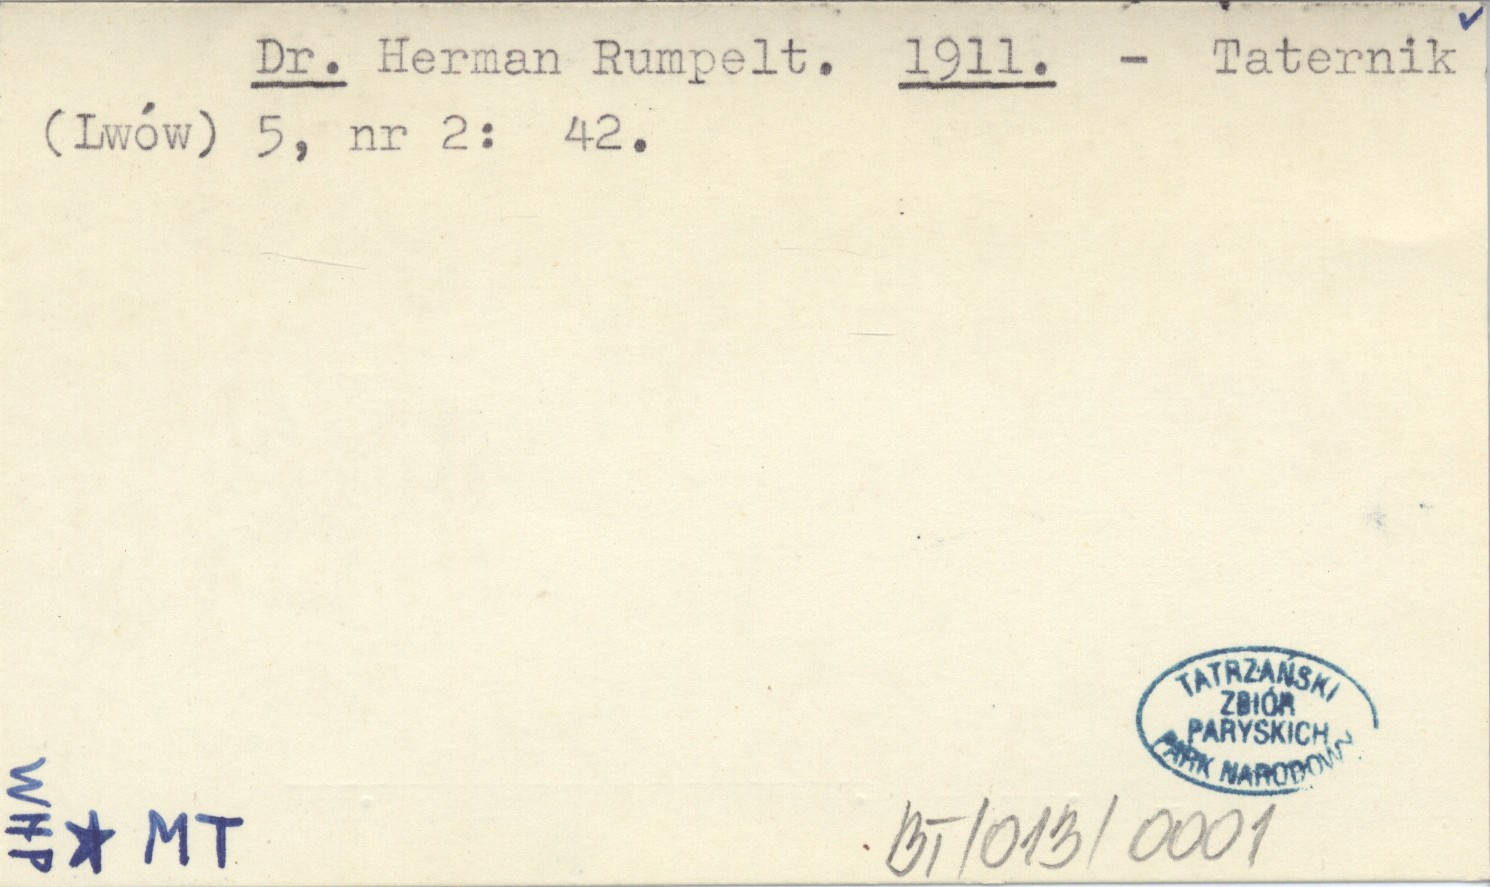 Dr. Herman Rumpelt. 1911. - Taternik
(Lwów) 5, nr 2: 42.
TATRZAŃSKI
ZBIÓR
PARYSKICH
PARK NARODOWY
WHP
MT
BT/013/0001